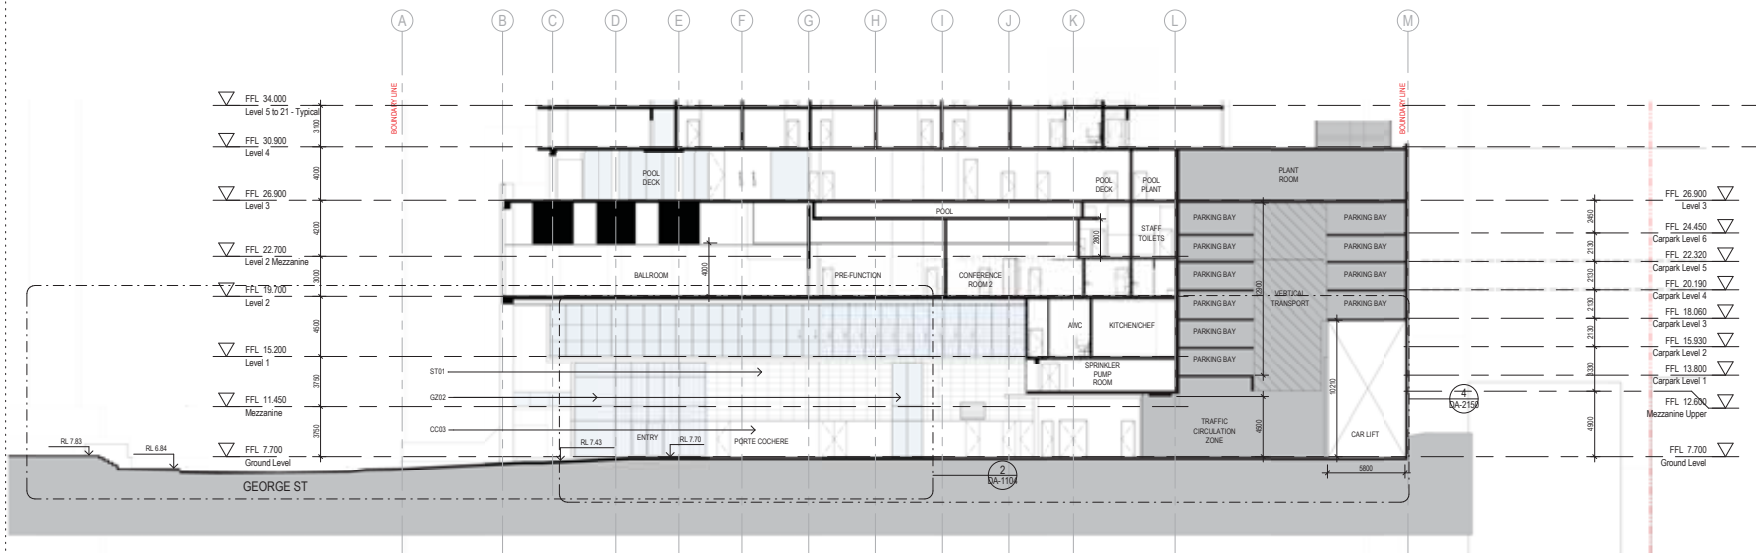 A B C D E F G H I J K L M
BOUNDARY LINE
BOUNDARY LINE
FFL 34.000
Level 5 to 21 - Typical
3100
FFL 30.900
Level 4
4000
FFL 26.900
Level 3
4200
FFL 22.700
Level 2 Mezzanine
3000
FFL 19.700
Level 2
4500
FFL 15.200
Level 1
3750
FFL 11.450
Mezzanine
3750
FFL 7.700
Ground Level
RL 7.83
RL 6.84
GEORGE ST
ST01
GZ02
CC03
POOL
DECK
POOL
DECK
POOL
PLANT
PLANT
ROOM
POOL
STAFF
TOILETS
2800
BALLROOM
4000
PRE-FUNCTION
CONFERENCE
ROOM 2
AWC
KITCHEN/CHEF
SPRINKLER
PUMP
ROOM
ENTRY
RL 7.43
RL 7.70
PORTE COCHERE
PARKING BAY
PARKING BAY
PARKING BAY
PARKING BAY
PARKING BAY
PARKING BAY
PARKING BAY
PARKING BAY
PARKING BAY
PARKING BAY
VERTICAL
TRANSPORT
TRAFFIC
CIRCULATION
ZONE
4500
10210
CAR LIFT
5800
2
DA-1104
4
DA-2150
FFL 26.900
Level 3
2450
FFL 24.450
Carpark Level 6
2130
FFL 22.320
Carpark Level 5
2130
FFL 20.190
Carpark Level 4
2130
FFL 18.060
Carpark Level 3
2130
FFL 15.930
Carpark Level 2
3330
FFL 13.800
Carpark Level 1
FFL 12.600
Mezzanine Upper
4900
FFL 7.700
Ground Level